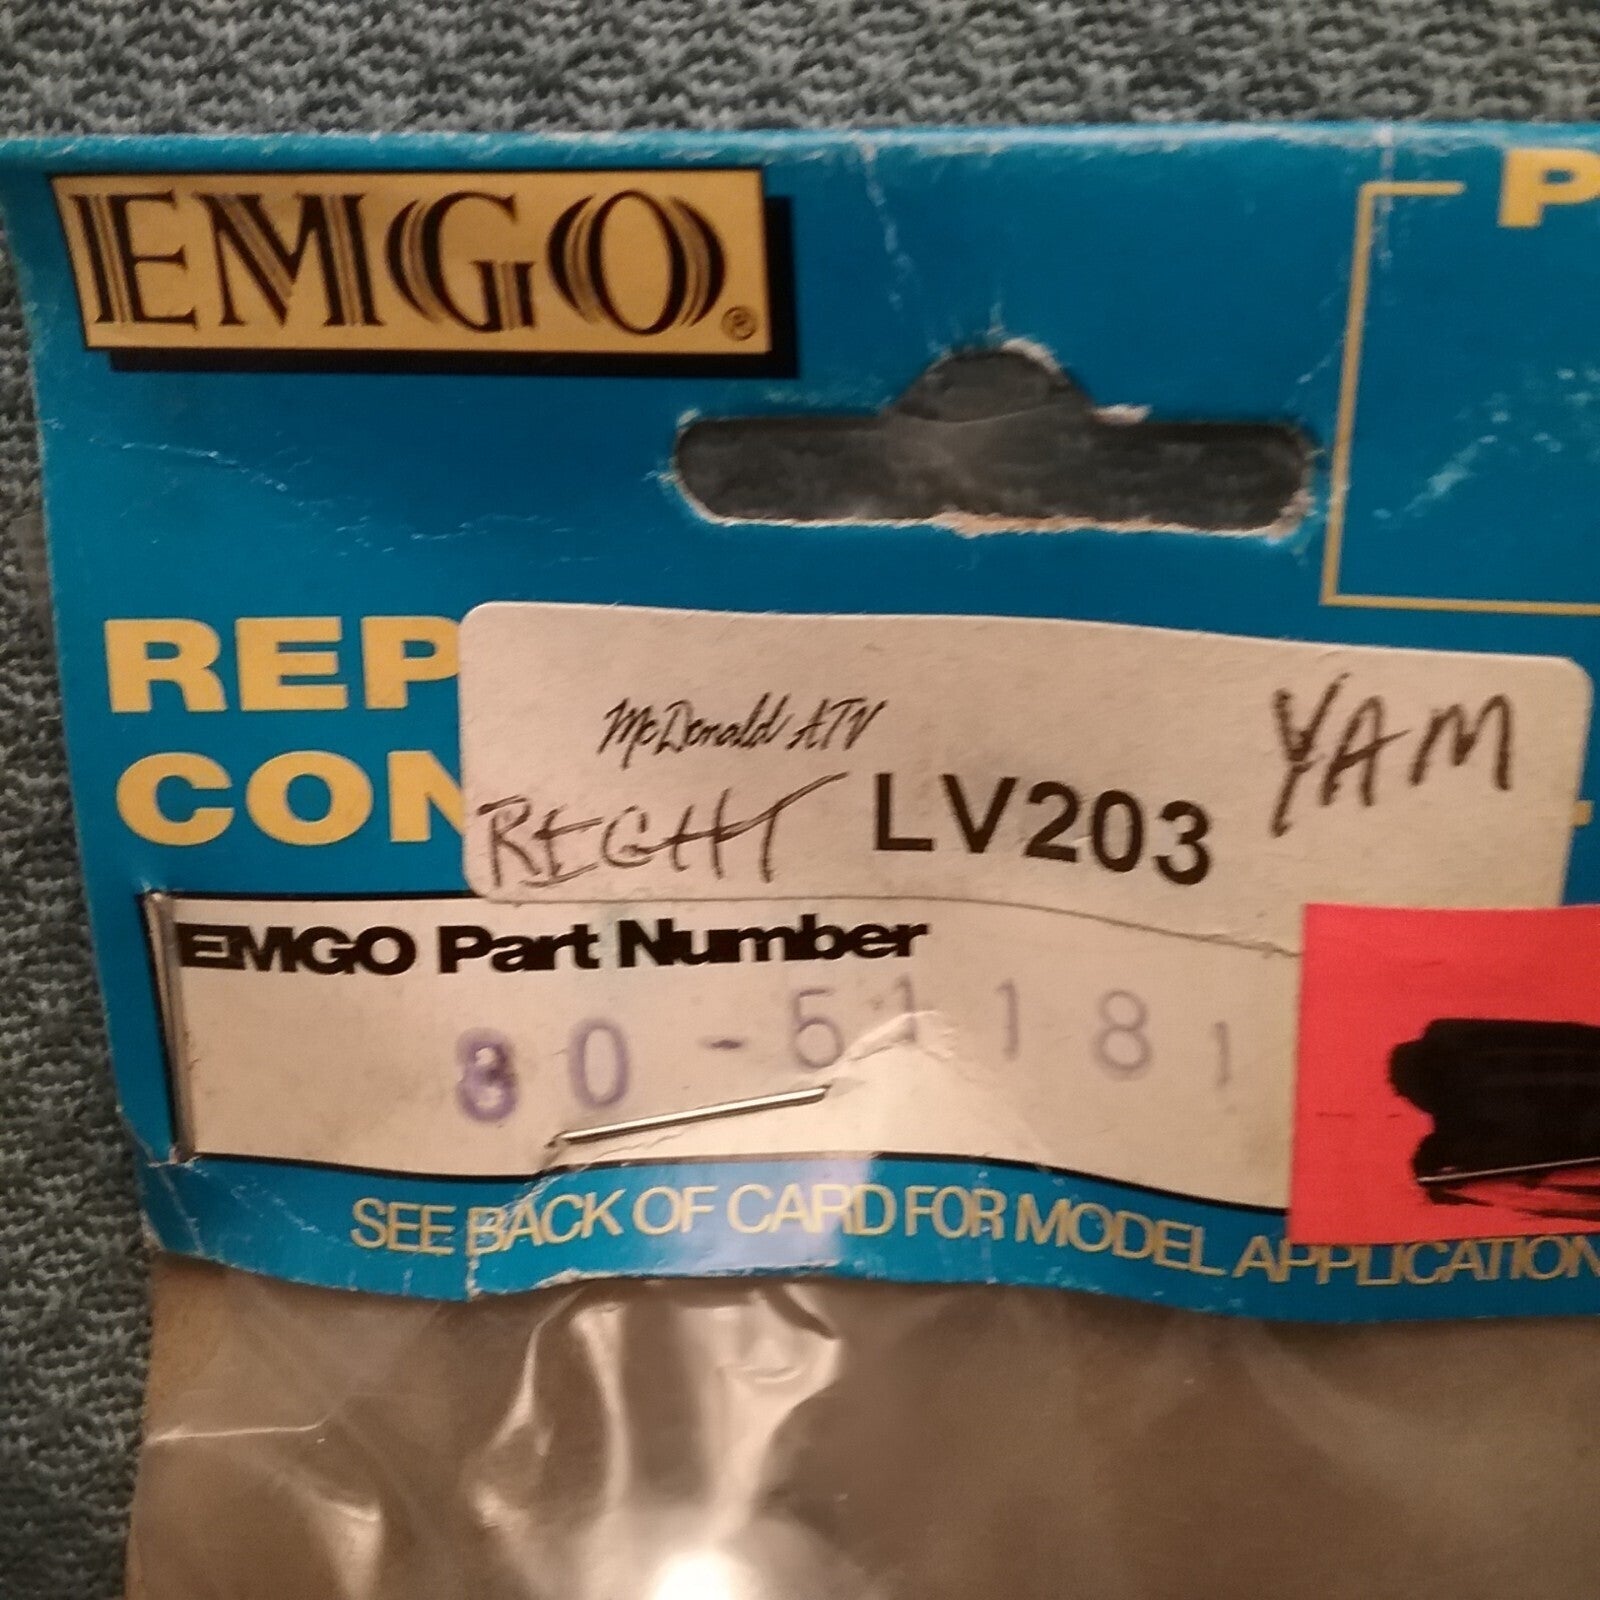 EMGO®
P
REP
CON
McDonald ATV
RIGHT LV203 YAM
EMGO Part Number
30-51181
SEE BACK OF CARD FOR MODEL APPLICATION